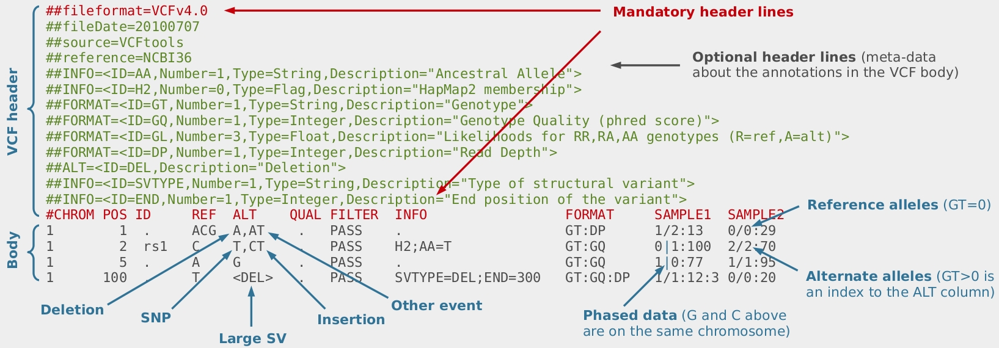 ##fileformat=VCFv4.0
Mandatory header lines
##fileDate=20100707
##source=VCFtools
##reference=NCBI36
Optional header lines (meta-data
about the annotations in the VCF body)
##INFO=<ID=AA,Number=1,Type=String,Description="Ancestral Allele">
##INFO=<ID=H2,Number=0,Type=Flag,Description="HapMap2 membership">
##FORMAT=<ID=GT,Number=1,Type=String,Description="Genotype">
##FORMAT=<ID=GQ,Number=1,Type=Integer,Description="Genotype Quality (phred score)">
##FORMAT=<ID=GL,Number=3,Type=Float,Description="Likelihoods for RR,RA,AA genotypes (R=ref,A=alt)">
##FORMAT=<ID=DP,Number=1,Type=Integer,Description="Read Depth">
##ALT=<ID=DEL,Description="Deletion">
##INFO=<ID=SVTYPE,Number=1,Type=String,Description="Type of structural variant">
##INFO=<ID=END,Number=1,Type=Integer,Description="End position of the variant">
VCF header
#CHROM POS ID REF ALT QUAL FILTER INFO FORMAT SAMPLE1 SAMPLE2
1 1 . ACG A,AT . PASS . GT:DP 1/2:13 0/0:29
1 2 rs1 C T,CT . PASS H2;AA=T GT:GQ 0|1:100 2/2:70
1 5 . A G . PASS . GT:GQ 1|0:77 1/1:95
1 100 . T <DEL> . PASS SVTYPE=DEL;END=300 GT:GQ:DP 1/1:12:3 0/0:20
Body
Reference alleles (GT=0)
Alternate alleles (GT>0 is
an index to the ALT column)
Deletion
SNP
Large SV
Insertion
Other event
Phased data (G and C above
are on the same chromosome)